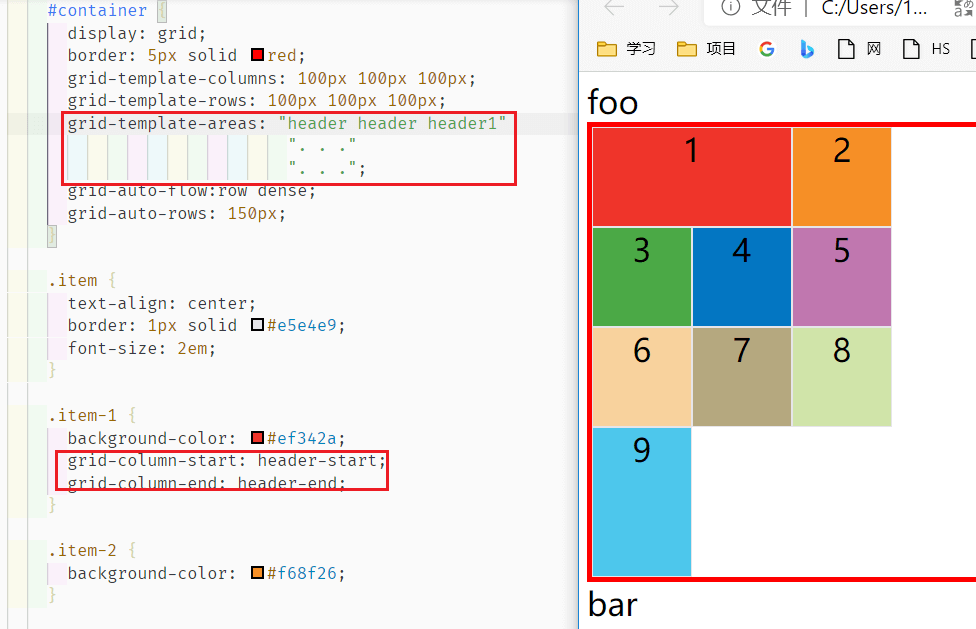 #container {
display: grid;
border: 5px solid red;
grid-template-columns: 100px 100px 100px;
grid-template-rows: 100px 100px 100px;
grid-template-areas: "header header header1"
". . ."
". . .";
grid-auto-flow:row dense;
grid-auto-rows: 150px;
}
.item {
text-align: center;
border: 1px solid #e5e4e9;
font-size: 2em;
}
.item-1 {
background-color: #ef342a;
grid-column-start: header-start;
grid-column-end: header-end;
}
.item-2 {
background-color: #f68f26;
}
文件 | C:/Users/1...
学习 项目 网 HS
foo
1 2
3 4 5
6 7 8
9
bar